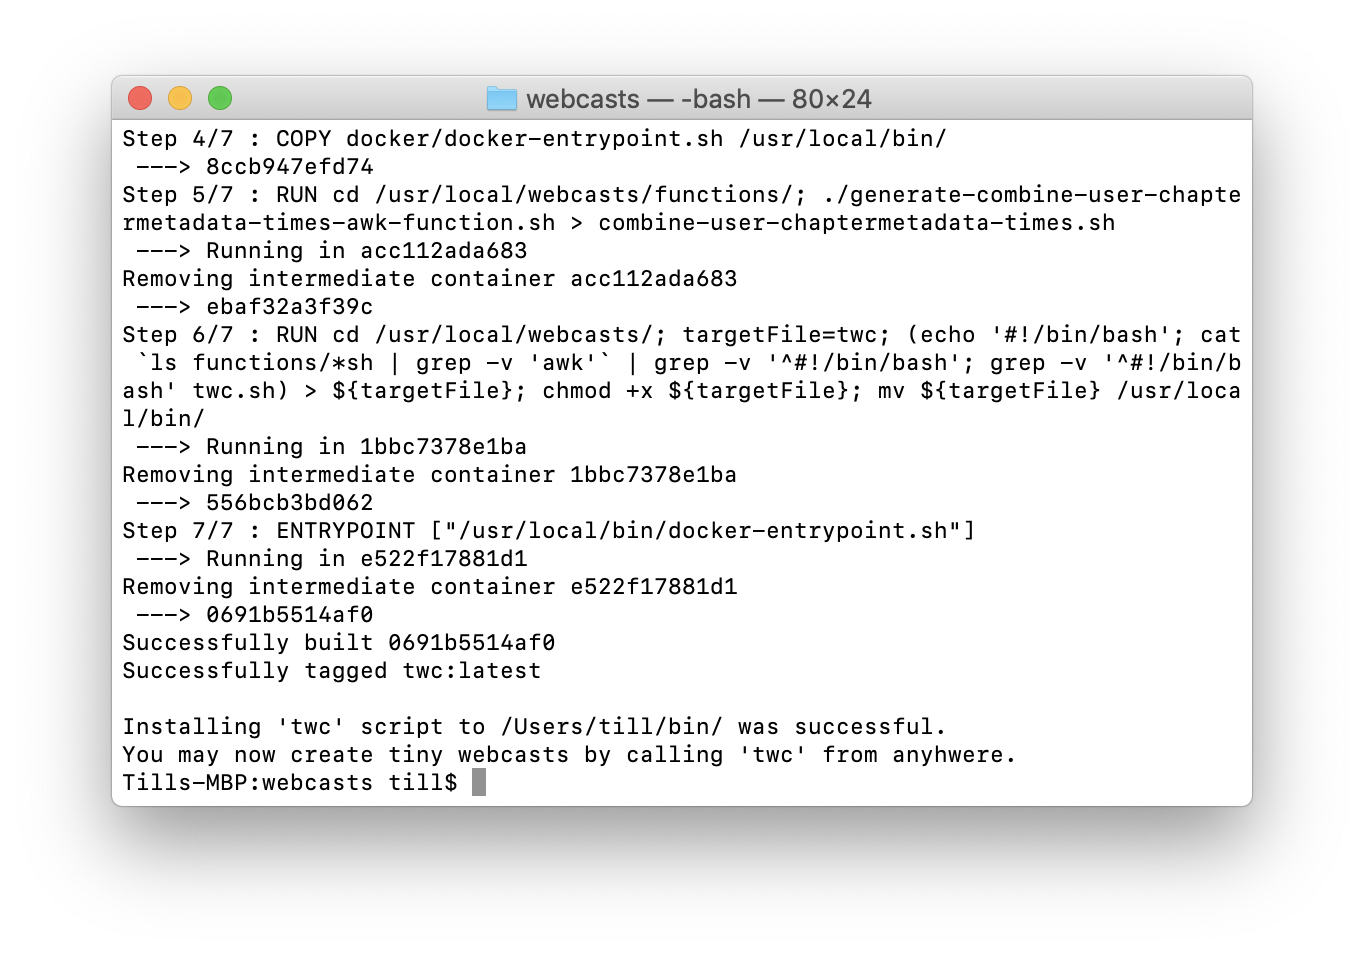 webcasts — -bash — 80×24
Step 4/7 : COPY docker/docker-entrypoint.sh /usr/local/bin/
 ---> 8ccb947efd74
Step 5/7 : RUN cd /usr/local/webcasts/functions/; ./generate-combine-user-chapte
rmetadata-times-awk-function.sh > combine-user-chaptermetadata-times.sh
 ---> Running in acc112ada683
Removing intermediate container acc112ada683
 ---> ebaf32a3f39c
Step 6/7 : RUN cd /usr/local/webcasts/; targetFile=twc; (echo '#!/bin/bash'; cat
 `ls functions/*sh | grep -v 'awk'` | grep -v '^#!/bin/bash'; grep -v '^#!/bin/b
ash' twc.sh) > ${targetFile}; chmod +x ${targetFile}; mv ${targetFile} /usr/loca
l/bin/
 ---> Running in 1bbc7378e1ba
Removing intermediate container 1bbc7378e1ba
 ---> 556bcb3bd062
Step 7/7 : ENTRYPOINT ["/usr/local/bin/docker-entrypoint.sh"]
 ---> Running in e522f17881d1
Removing intermediate container e522f17881d1
 ---> 0691b5514af0
Successfully built 0691b5514af0
Successfully tagged twc:latest

Installing 'twc' script to /Users/till/bin/ was successful.
You may now create tiny webcasts by calling 'twc' from anyhwere.
Tills-MBP:webcasts till$